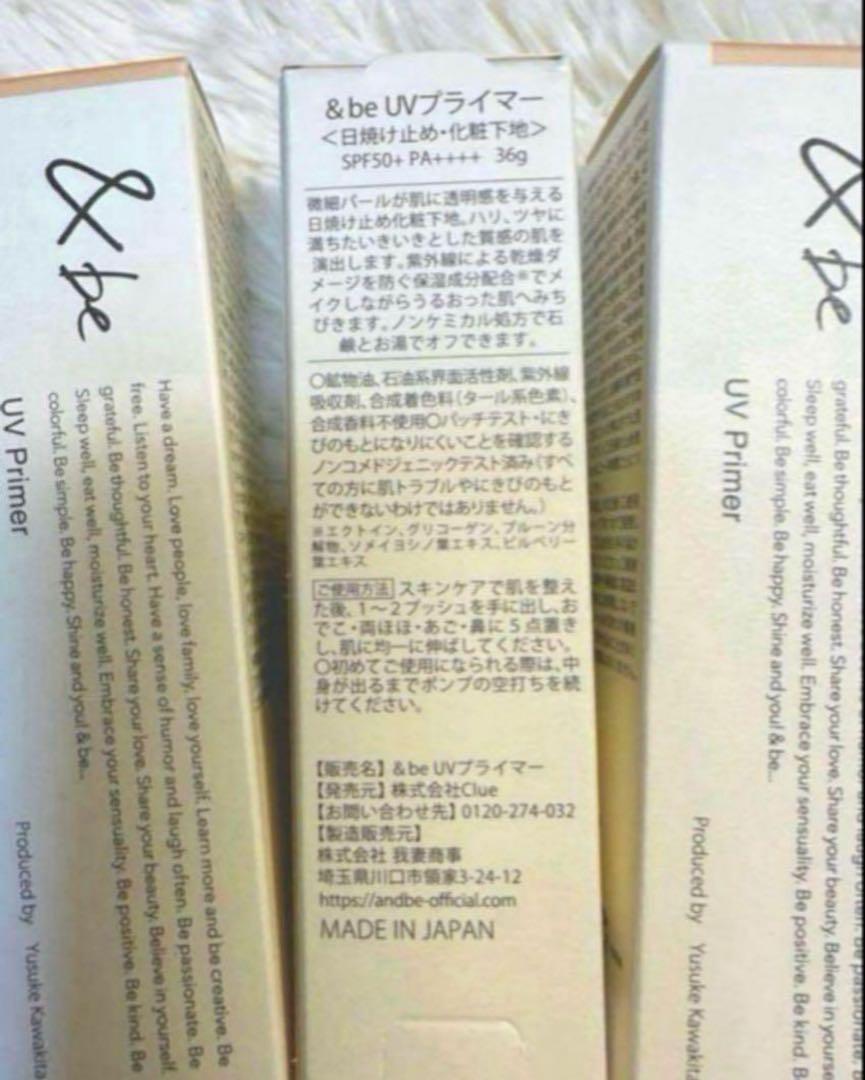 & be
Have a dream. Love people, love family, love yourself. Learn more and be creative. Be
free. Listen to your heart. Have a sense of humor and laugh often. Be passionate. Be
grateful. Be thoughtful. Be honest. Share your love. Share your beauty. Believe in yourself.
Sleep well, eat well, moisturize well. Embrace your sensuality. Be positive. Be kind. Be
colorful. Be simple. Be happy. Shine and you! & be...
UV Primer
Produced by Yusuke Kawakita
&be UVプライマー
<日焼け止め・化粧下地>
SPF50+ PA++++ 36g
微細パールが肌に透明感を与える
日焼け止め化粧下地。ハリ、ツヤに
満ちたいきいきとした質感の肌を
演出します。紫外線による乾燥ダ
メージを防ぐ保湿成分配合※でメ
イクしながらうるおった肌へみち
びきます。ノンケミカル処方で石
鹸とお湯でオフできます。
〇鉱物油、石油系界面活性剤、紫外線
吸収剤、合成着色料(タール系色素)、
合成香料不使用〇パッチテスト・にき
びのもとになりにくいことを確認する
ノンコメドジェニックテスト済み(すべ
ての方に肌トラブルやにきびのもと
ができないわけではありません。)
※エクトイン、グリコーゲン、プルーン分
解物、ソメイヨシノ葉エキス、ビルベリー
葉エキス
ご使用方法 スキンケアで肌を整え
た後、1〜2プッシュを手に出し、お
でこ・両ほほ・あご・鼻に5点置き
し、肌に均一に伸ばしてください。
〇初めてご使用になられる際は、中
身が出るまでポンプの空打ちを続
けてください。
【販売名】&be UVプライマー
【発売元】株式会社Clue
【お問い合わせ先】0120-274-032
【製造販売元】
株式会社 我妻商事
埼玉県川口市領家3-24-12
https://andbe-official.com
MADE IN JAPAN
& be
grateful. Be thoughtful. Be honest. Share your love. Share your beauty. Believe in yourse
Sleep well, eat well, moisturize well. Embrace your sensuality. Be positive. Be kind. B
colorful. Be simple. Be happy. Shine and you! & be...
UV Primer
Produced by Yusuke Kawakita